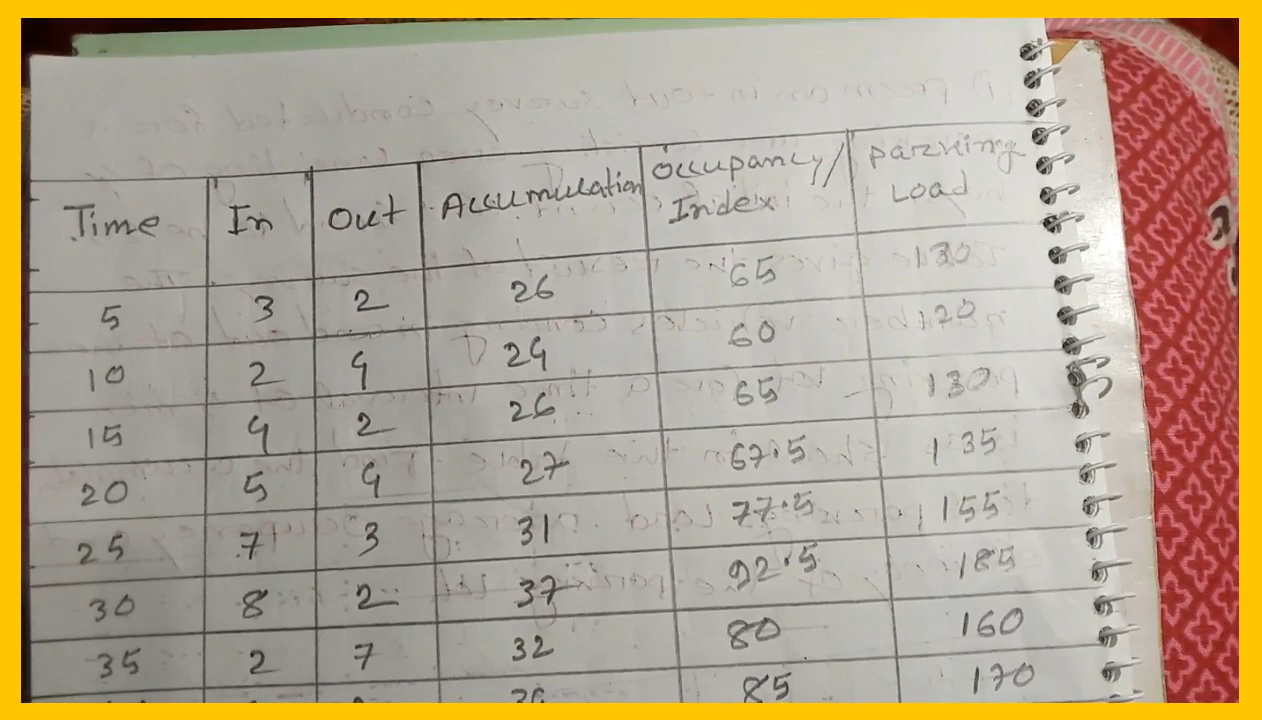 Time In Out Accumulation Occupancy/ Index Parking Load
5 3 2 26 65 130
10 2 4 24 60 120
15 4 2 26 65 130
20 5 4 27 67.5 135
25 7 3 31 77.5 155
30 8 2 37 92.5 185
35 2 7 32 80 160
85 170